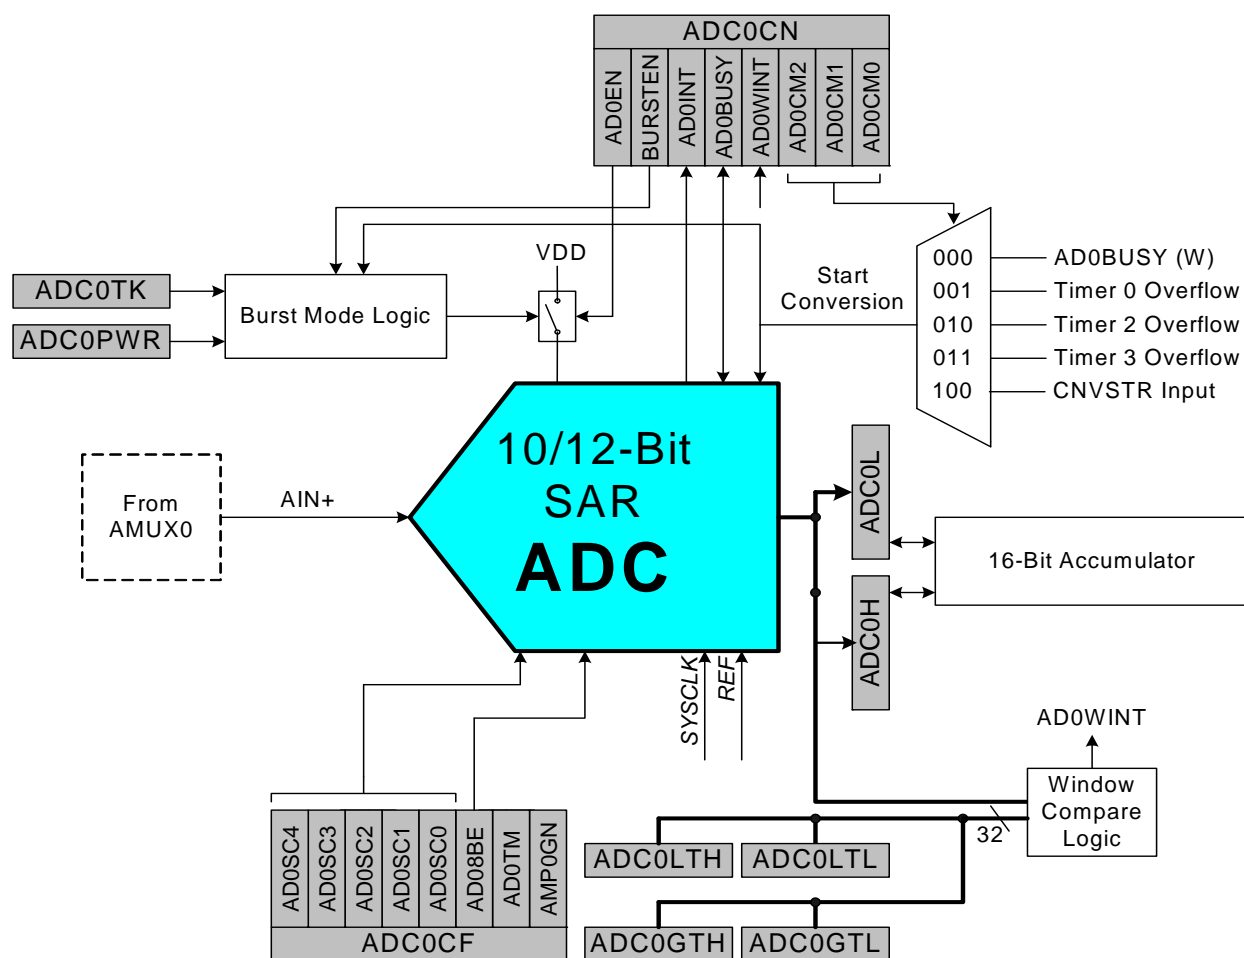 ADC0CN
AD0EN
BURSTEN
AD0INT
AD0BUSY
AD0WINT
AD0CM2
AD0CM1
AD0CM0
VDD
Start
Conversion
000
AD0BUSY (W)
001
Timer 0 Overflow
010
Timer 2 Overflow
011
Timer 3 Overflow
100
CNVSTR Input
ADC0TK
ADC0PWR
Burst Mode Logic
10/12-Bit
SAR
ADC
From
AMUX0
AIN+
ADC0L
ADC0H
16-Bit Accumulator
SYSCLK
REF
AD0WINT
Window
Compare
Logic
32
AD0SC4
AD0SC3
AD0SC2
AD0SC1
AD0SC0
AD08BE
AD0TM
AMP0GN
ADC0CF
ADC0LTH
ADC0LTL
ADC0GTH
ADC0GTL